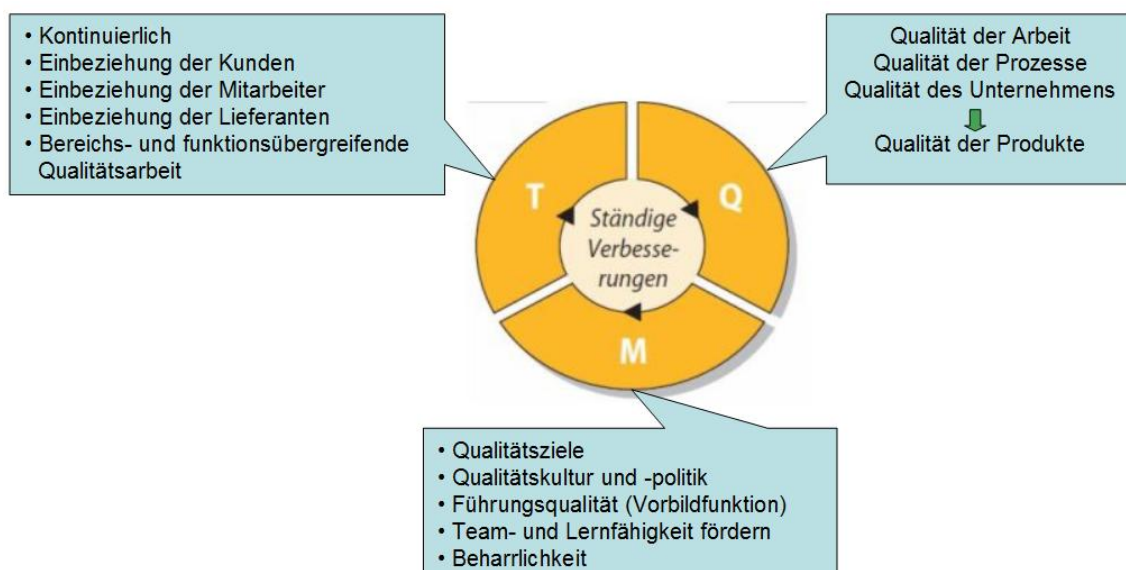 • Kontinuierlich
• Einbeziehung der Kunden
• Einbeziehung der Mitarbeiter
• Einbeziehung der Lieferanten
• Bereichs- und funktionsübergreifende
Qualitätsarbeit
Qualität der Arbeit
Qualität der Prozesse
Qualität des Unternehmens
Qualität der Produkte
T
Q
Ständige
Verbesse-
rungen
M
• Qualitätsziele
• Qualitätskultur und -politik
• Führungsqualität (Vorbildfunktion)
• Team- und Lernfähigkeit fördern
• Beharrlichkeit